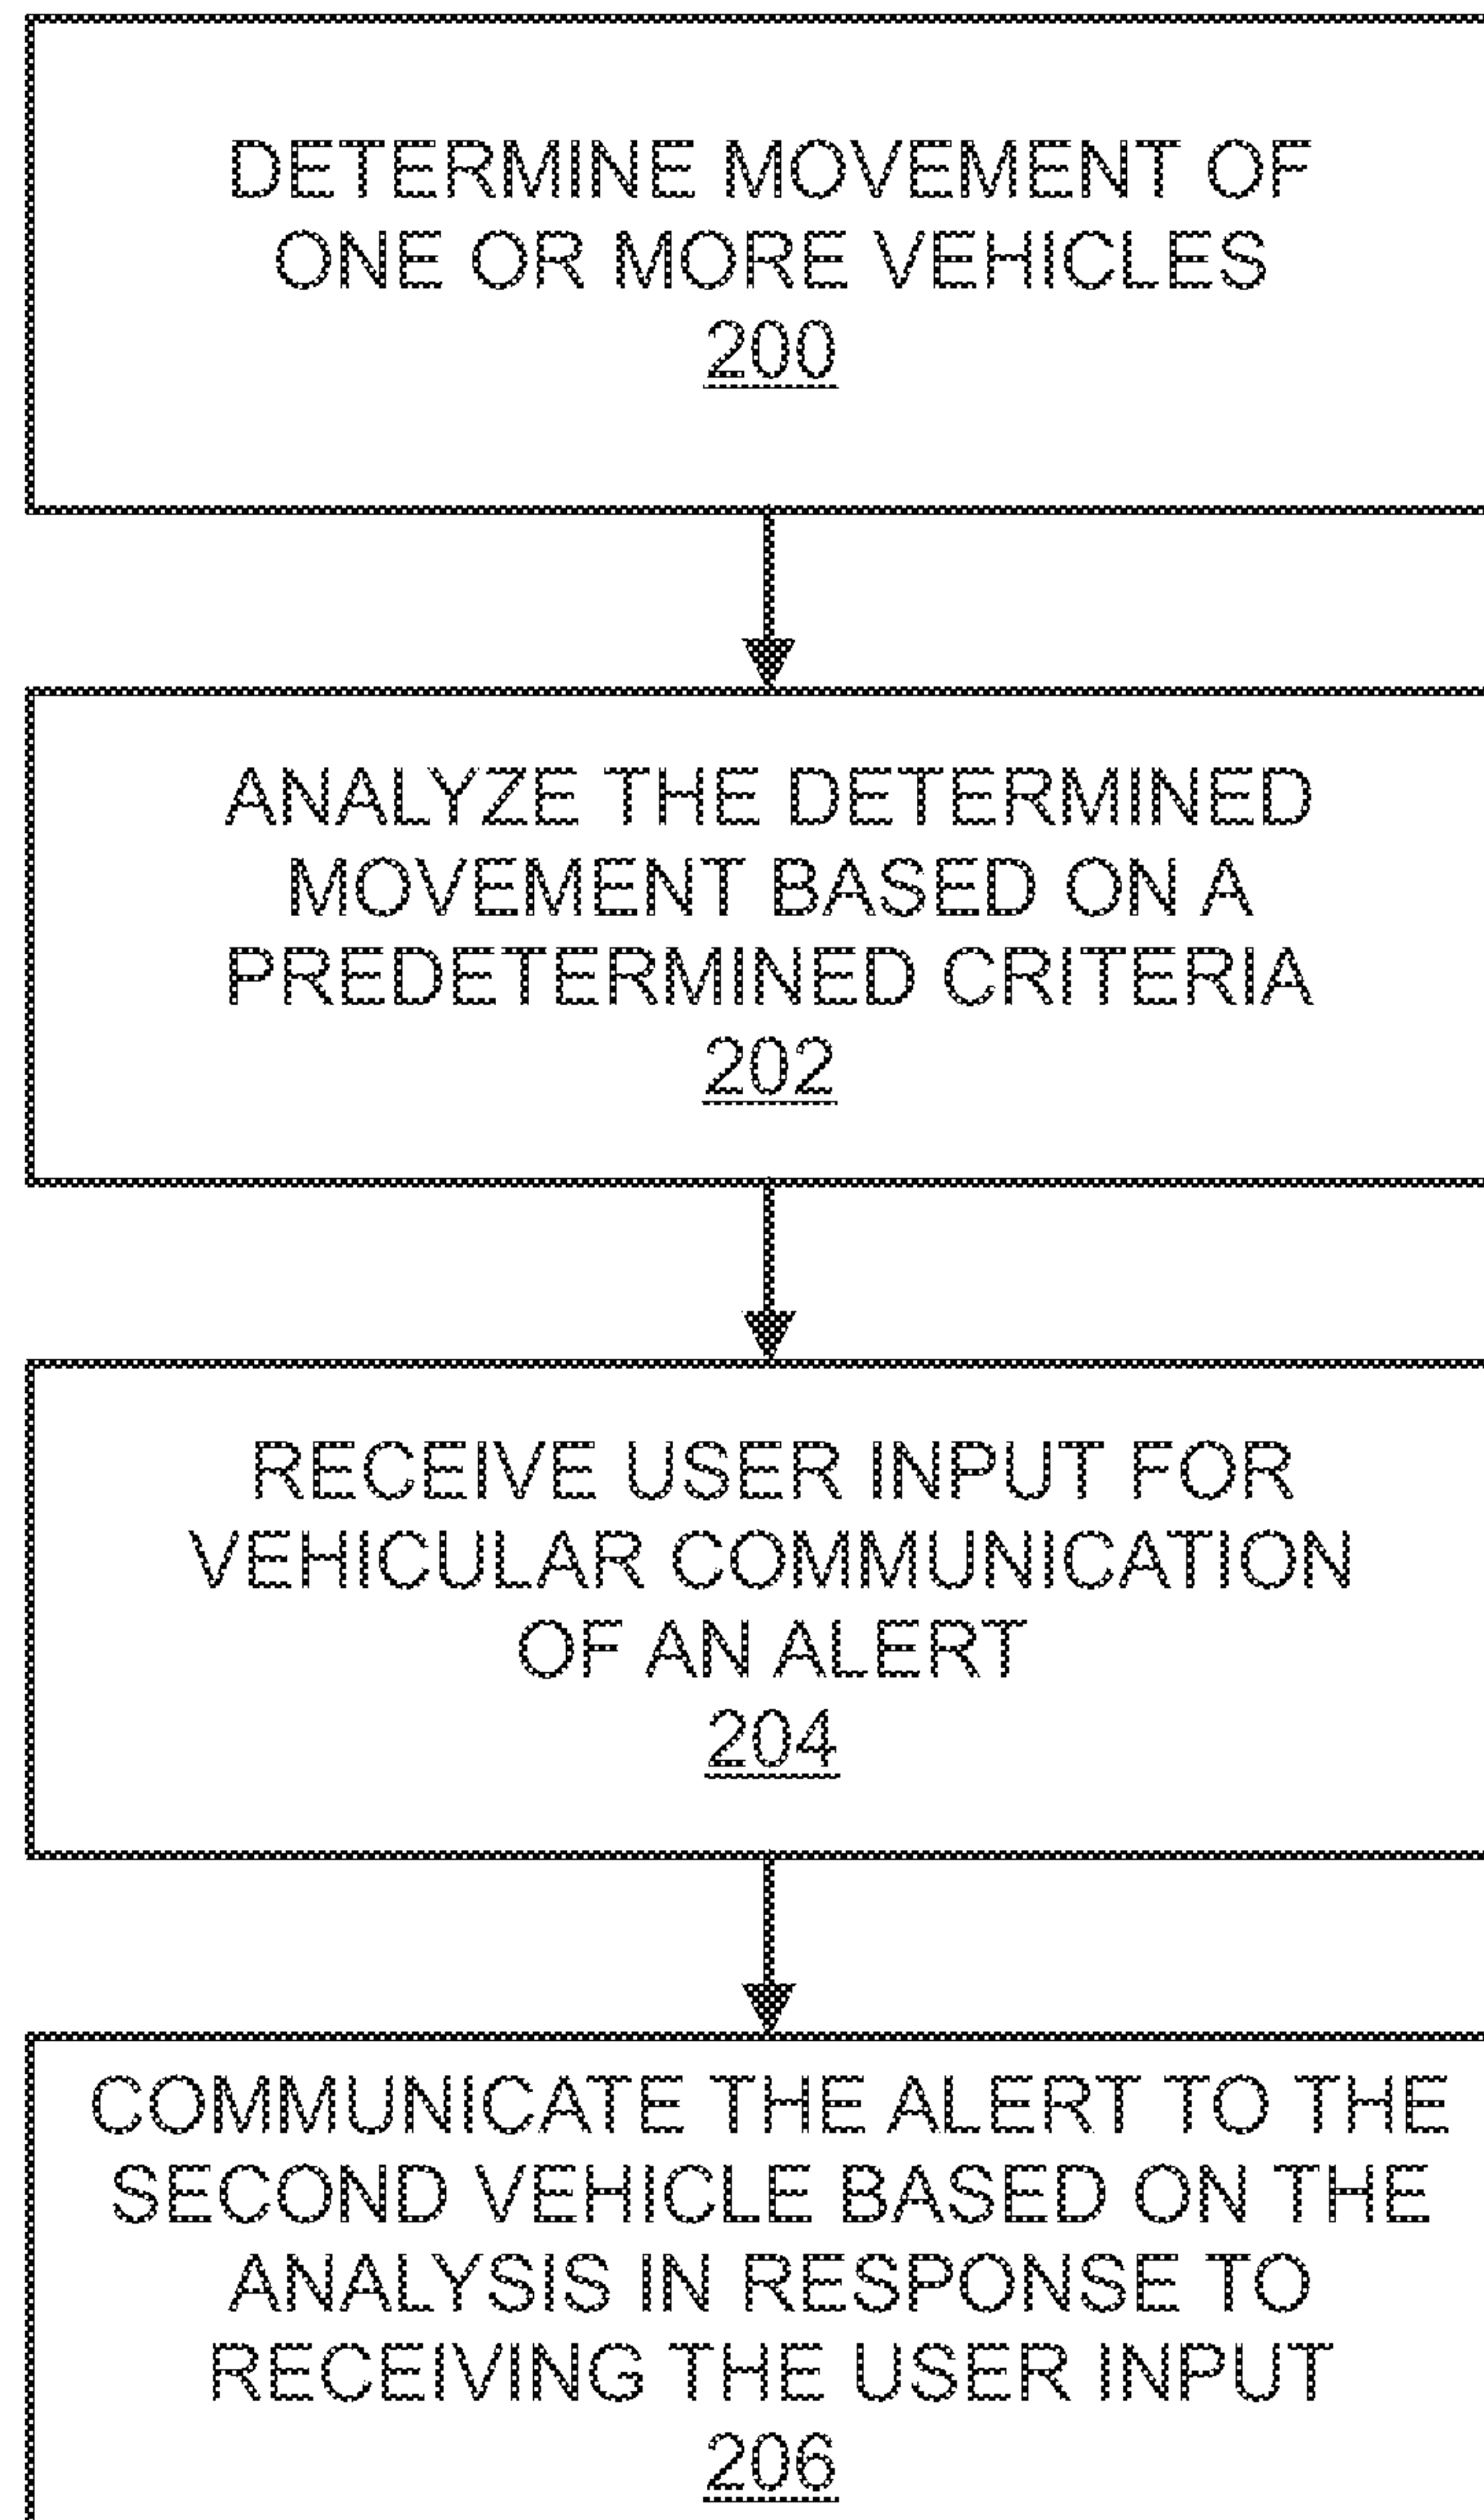 DETERMINE MOVEMENT OF
ONE OR MORE VEHICLES
200
ANALYZE THE DETERMINED
MOVEMENT BASED ON A
PREDETERMINED CRITERIA
202
RECEIVE USER INPUT FOR
VEHICULAR COMMUNICATION
OF AN ALERT
204
COMMUNICATE THE ALERT TO THE
SECOND VEHICLE BASED ON THE
ANALYSIS IN RESPONSE TO
RECEIVING THE USER INPUT
206